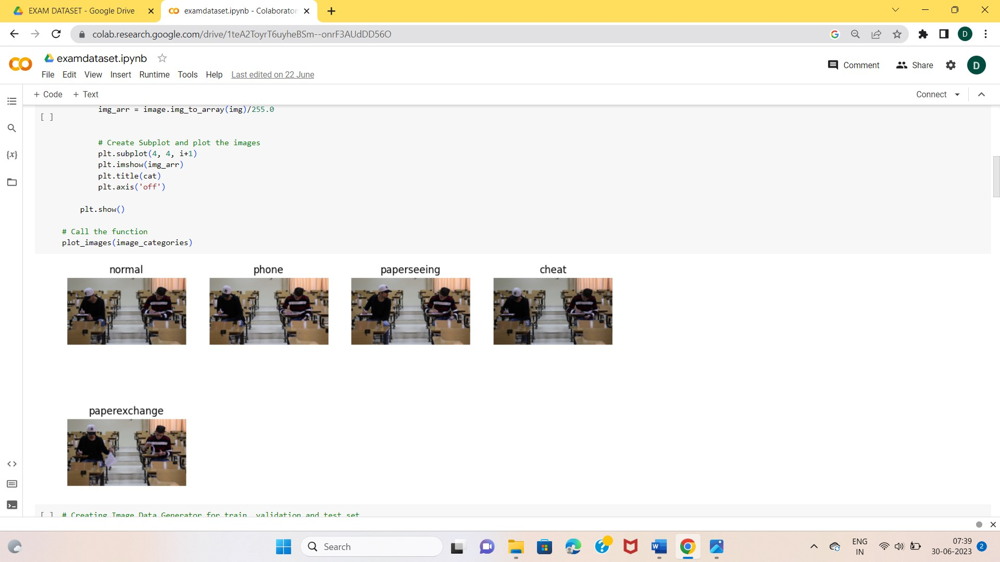 EXAM DATASET - Google Drive
examdataset.ipynb - Colaborator
colab.research.google.com/drive/1teA2ToyrT6uyheBSm--onrF3AUdDD56O
D
examdataset.ipynb
File Edit View Insert Runtime Tools Help Last edited on 22 June
Comment Share D
+ Code + Text
Connect
img_arr = image.img_to_array(img)/255.0
[ ]
{x}
# Create Subplot and plot the images
plt.subplot(4, 4, i+1)
plt.imshow(img_arr)
plt.title(cat)
plt.axis('off')
plt.show()
# Call the function
plot_images(image_categories)
normal phone paperseeing cheat
paperexchange
[ ] # Creating Image Data Generator for train, validation and test set
Search
ENG
IN
07:39
30-06-2023
2